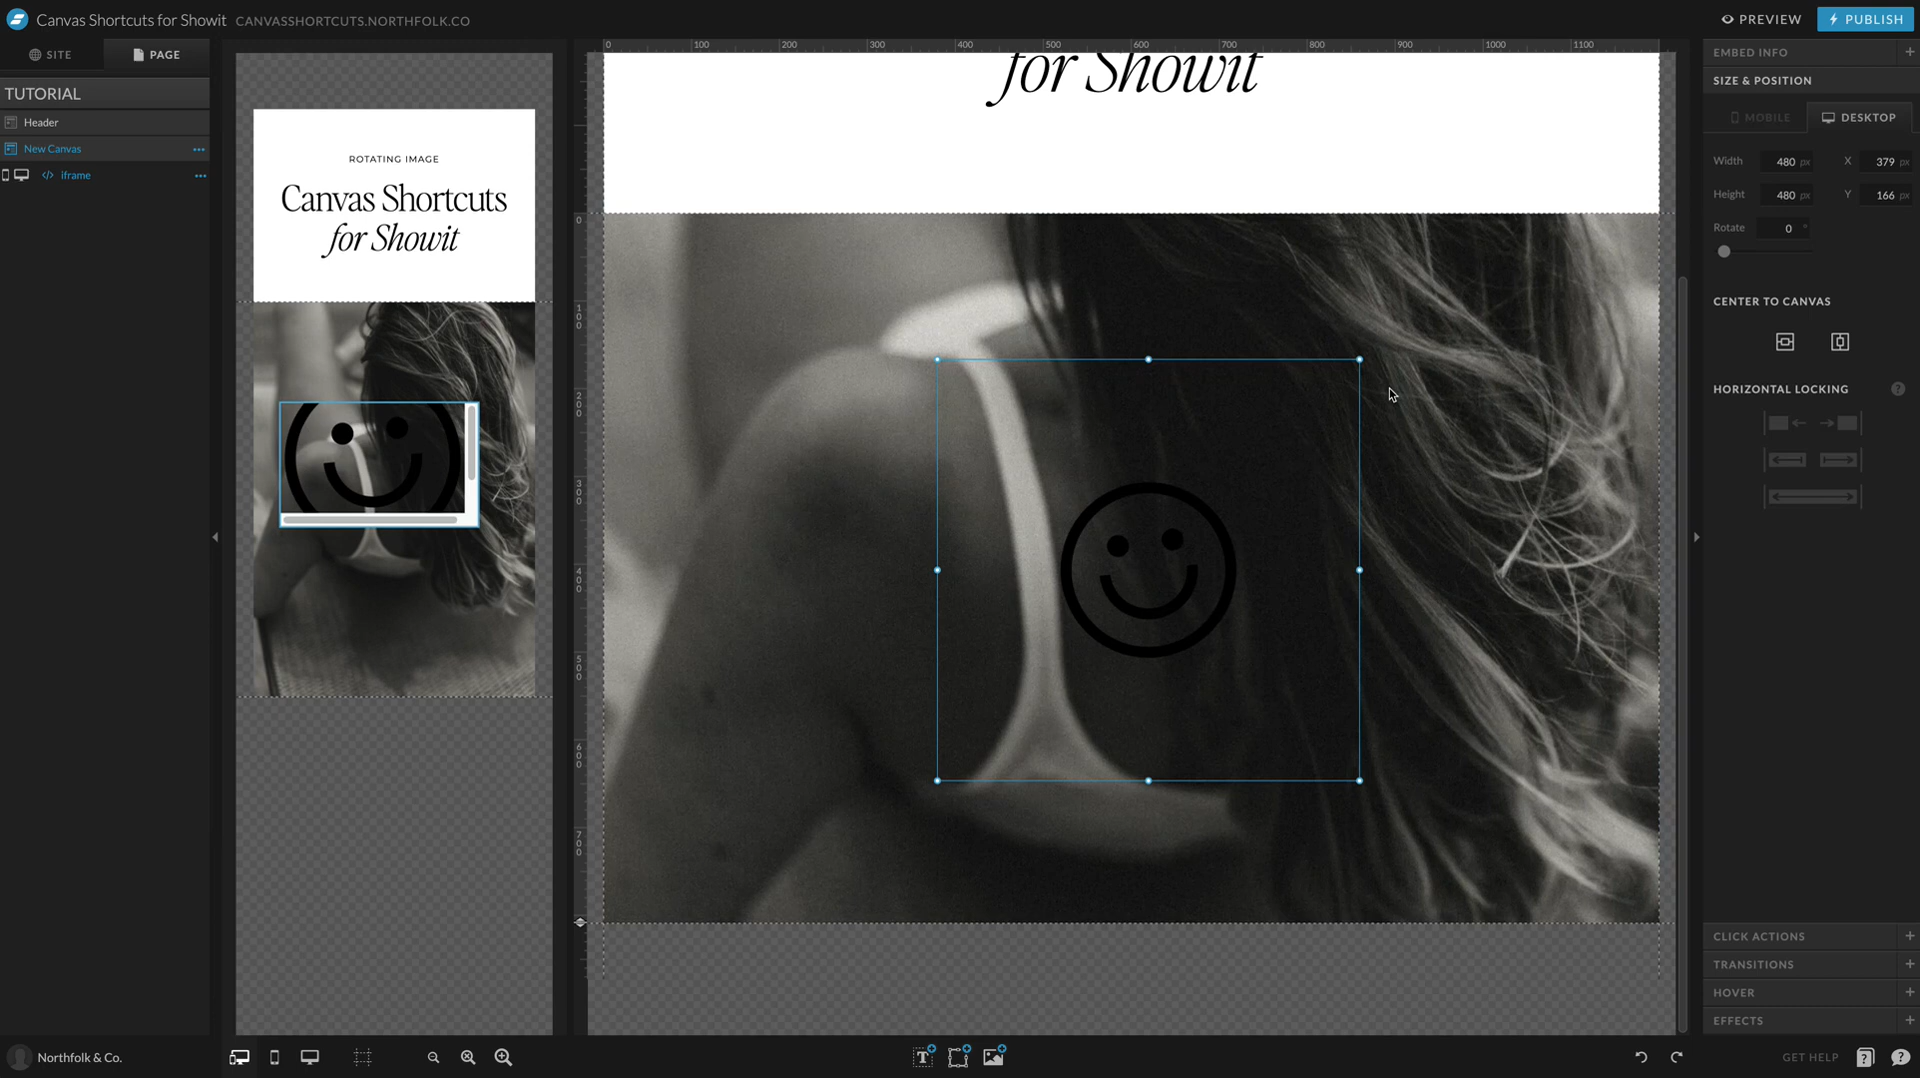 Canvas Shortcuts for Showit CANVASSHORTCUTS.NORTHFOLK.CO
PREVIEW PUBLISH
SITE PAGE
TUTORIAL
Header
New Canvas
iframe
ROTATING IMAGE
Canvas Shortcuts
for Showit
0 100 200 300 400 500 600 700 800 900 1000 1100
for Showit
0
100
200
300
400
500
600
700
EMBED INFO
SIZE & POSITION
MOBILE DESKTOP
Width 480 px X 379 px
Height 480 px Y 166 px
Rotate 0 °
CENTER TO CANVAS
HORIZONTAL LOCKING ?
CLICK ACTIONS
TRANSITIONS
HOVER
EFFECTS
Northfolk & Co.
T
GET HELP ? ?